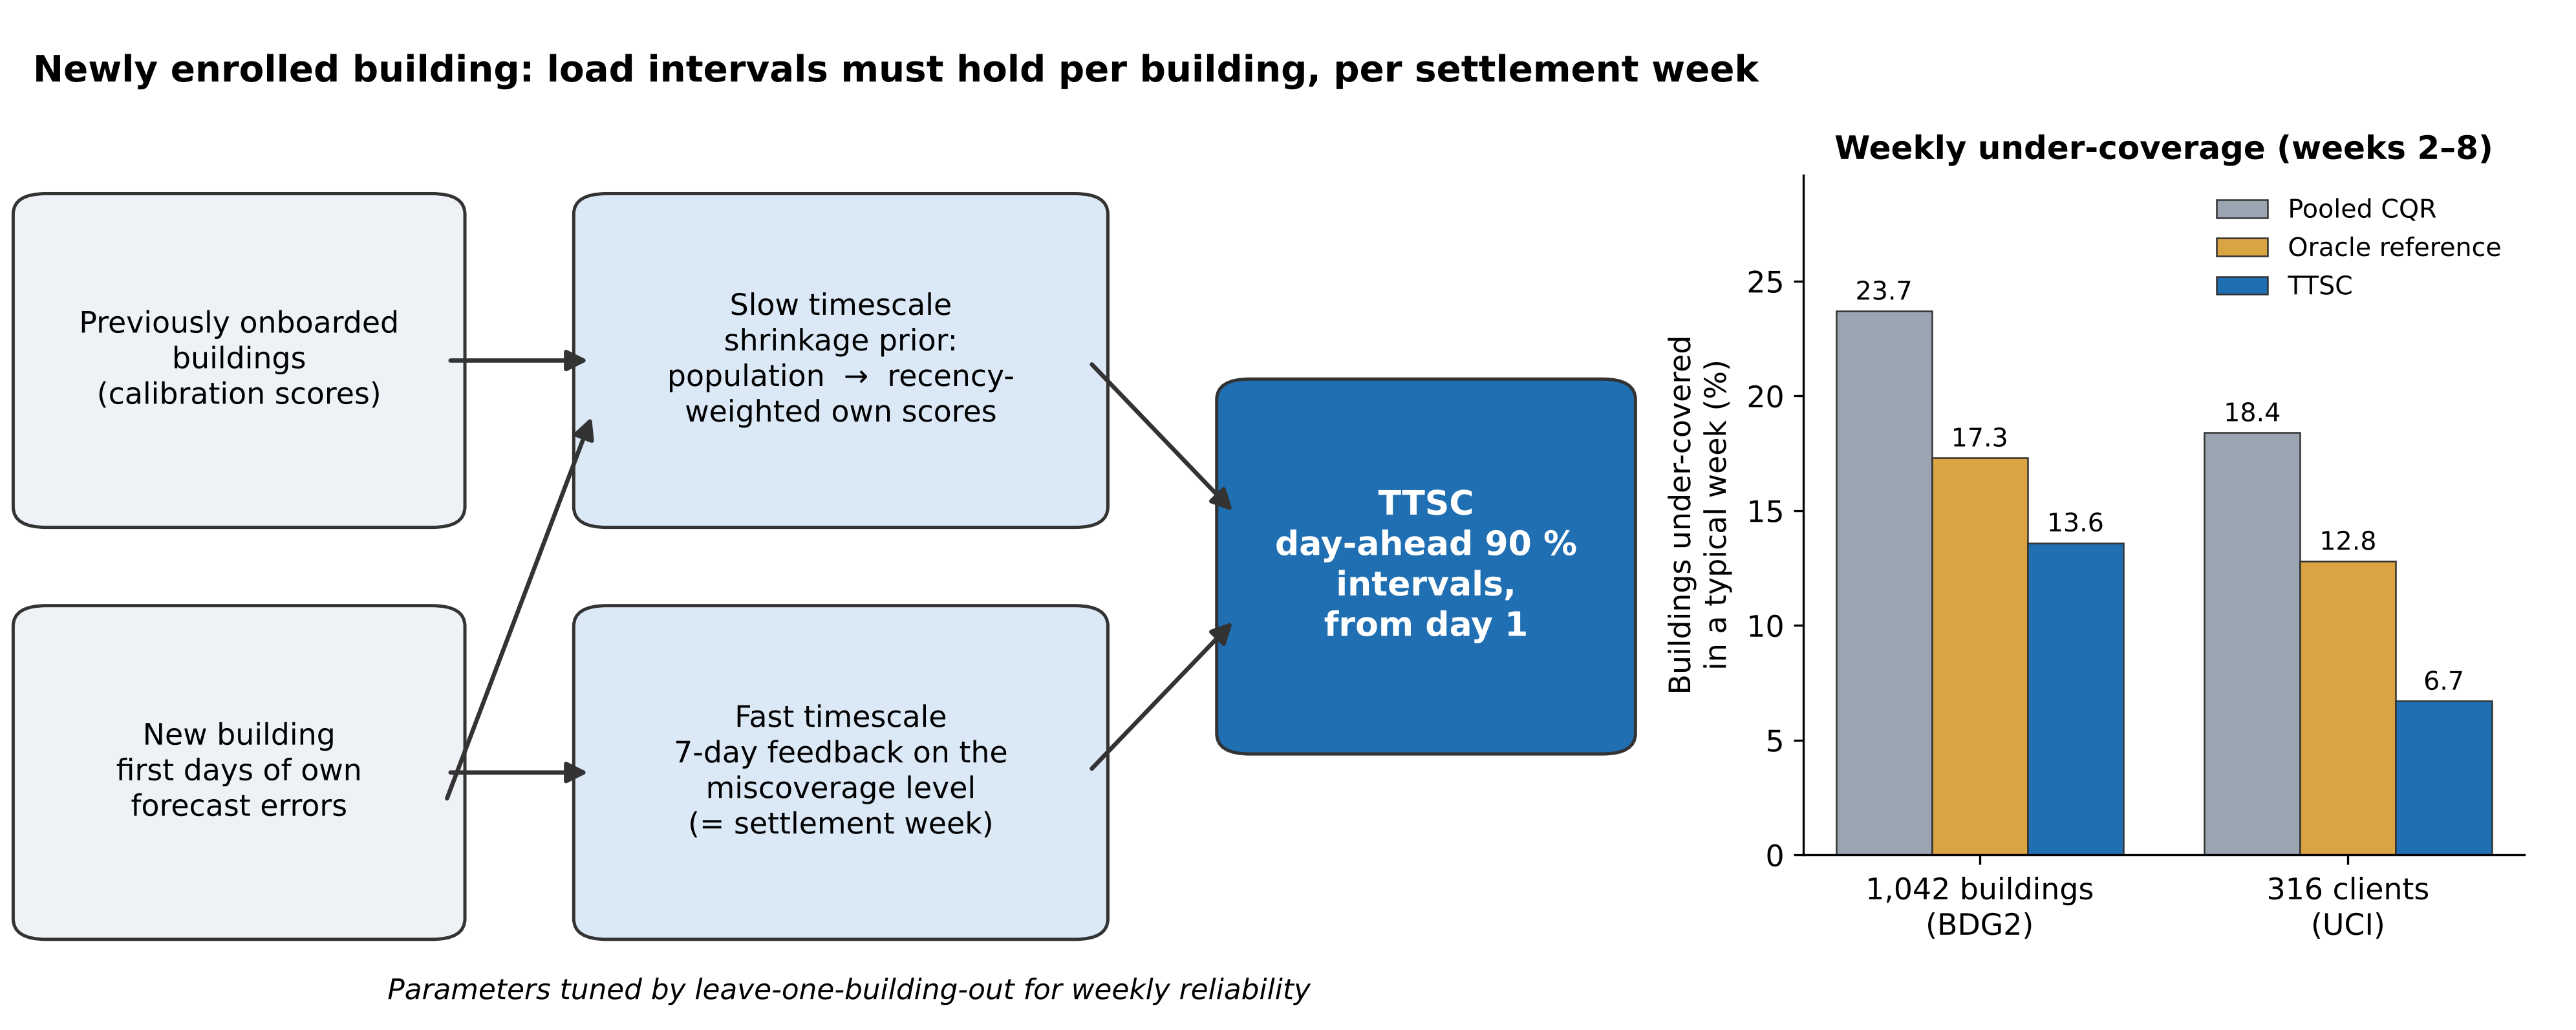 Newly enrolled building: load intervals must hold per building, per settlement week
Previously onboarded
buildings
(calibration scores)
New building
first days of own
forecast errors
Slow timescale
shrinkage prior:
population → recency-
weighted own scores
Fast timescale
7-day feedback on the
miscoverage level
(= settlement week)
TTSC
day-ahead 90 %
intervals,
from day 1
Parameters tuned by leave-one-building-out for weekly reliability
Weekly under-coverage (weeks 2–8)
Pooled CQR
Oracle reference
TTSC
Buildings under-covered
in a typical week (%)
25
20
15
10
5
0
23.7
17.3
13.6
18.4
12.8
6.7
1,042 buildings
(BDG2)
316 clients
(UCI)